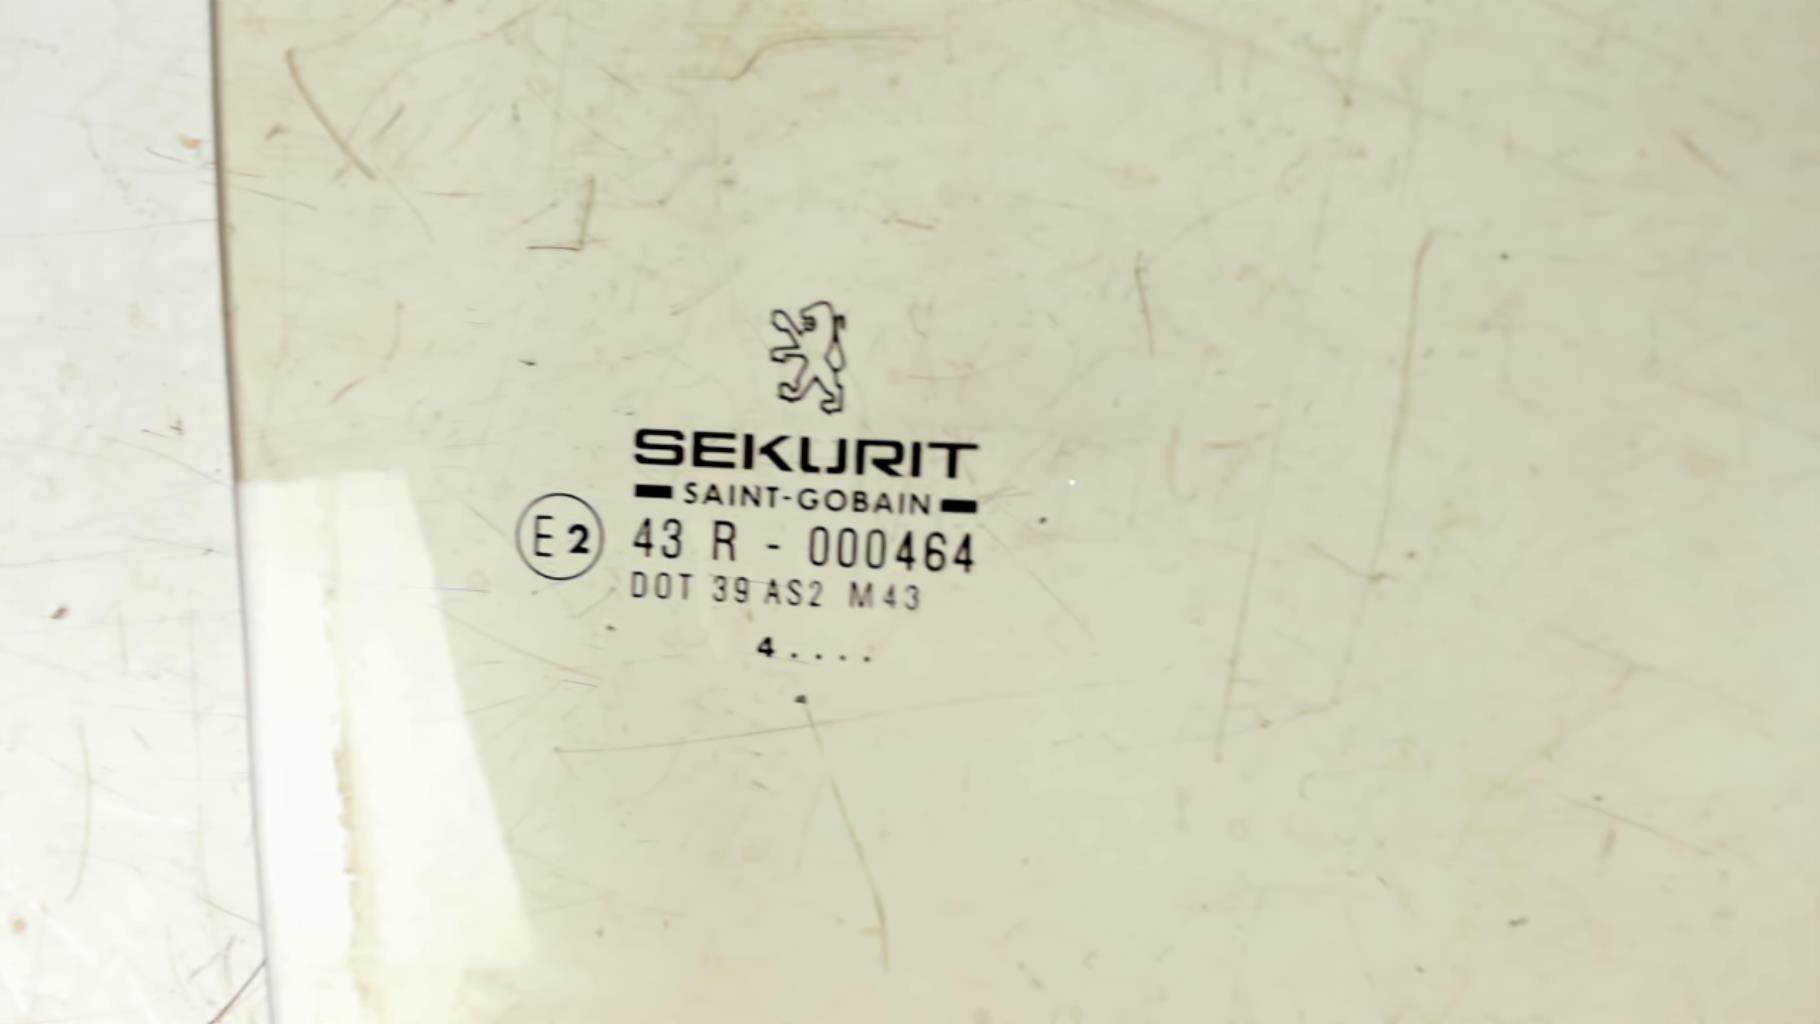 SEKURIT
SAINT-GOBAIN
E2 43 R - 000464
DOT 39 AS2 M43
4....